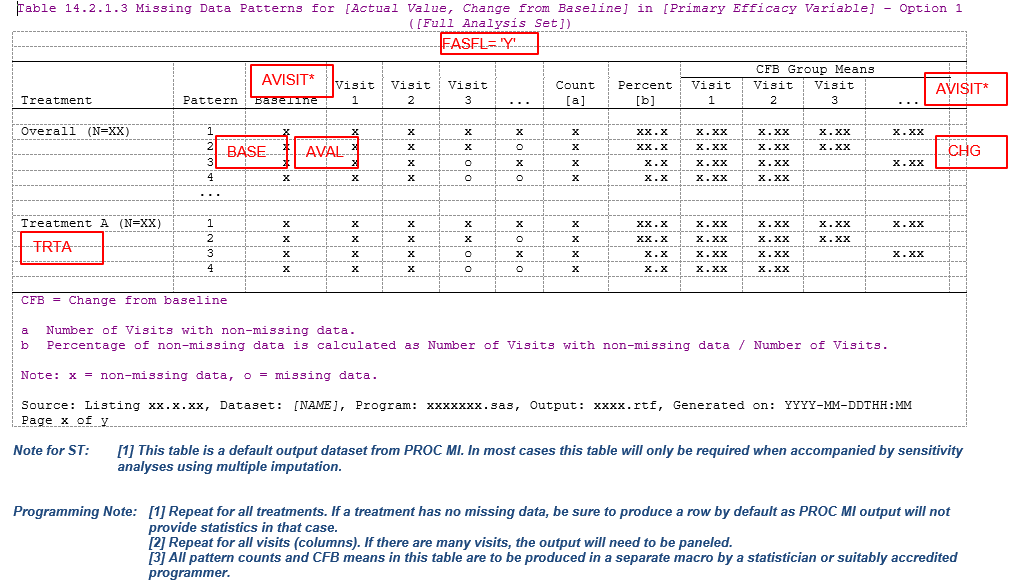 Table 14.2.1.3 Missing Data Patterns for [Actual Value, Change from Baseline] in [Primary Efficacy Variable] - Option 1
([Full Analysis Set])
FASFL= 'Y'
CFB Group Means
AVISIT* Visit Visit Visit Count Percent Visit Visit Visit AVISIT*
Treatment Pattern Baseline 1 2 3 ... [a] [b] 1 2 3 ...
Overall (N=XX) 1 x x x x x x xx.x x.xx x.xx x.xx x.xx
2 x x x x o x xx.x x.xx x.xx x.xx
BASE AVAL CHG
3 x x x o x x x.x x.xx x.xx x.xx
4 x x x o o x x.x x.xx x.xx
...
Treatment A (N=XX) 1 x x x x x x xx.x x.xx x.xx x.xx x.xx
2 x x x x o x xx.x x.xx x.xx x.xx
TRTA
3 x x x o x x x.x x.xx x.xx x.xx
4 x x x o o x x.x x.xx x.xx
CFB = Change from baseline
a Number of Visits with non-missing data.
b Percentage of non-missing data is calculated as Number of Visits with non-missing data / Number of Visits.
Note: x = non-missing data, o = missing data.
Source: Listing xx.x.xx, Dataset: [NAME], Program: xxxxxxx.sas, Output: xxxx.rtf, Generated on: YYYY-MM-DDTHH:MM
Page x of y
Note for ST: [1] This table is a default output dataset from PROC MI. In most cases this table will only be required when accompanied by sensitivity
analyses using multiple imputation.
Programming Note: [1] Repeat for all treatments. If a treatment has no missing data, be sure to produce a row by default as PROC MI output will not
provide statistics in that case.
[2] Repeat for all visits (columns). If there are many visits, the output will need to be paneled.
[3] All pattern counts and CFB means in this table are to be produced in a separate macro by a statistician or suitably accredited
programmer.